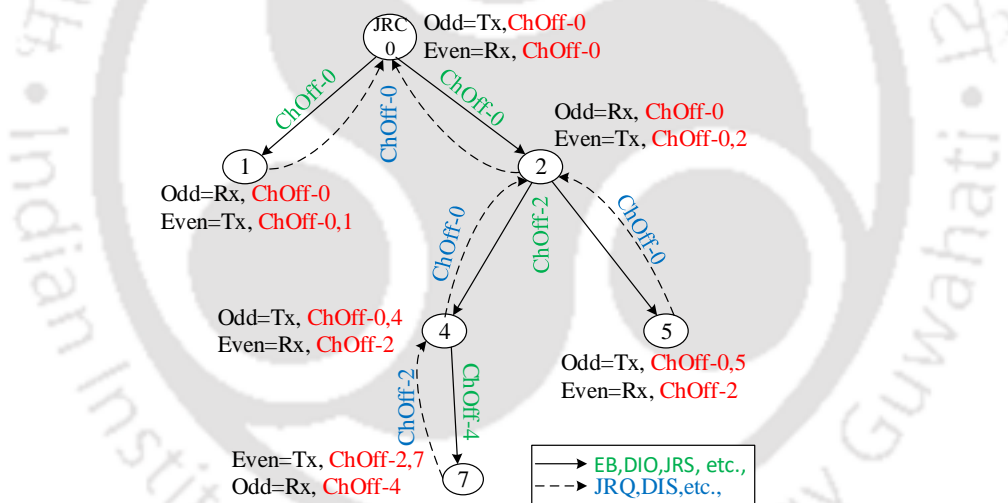 JRC
0
Odd=Tx,ChOff-0
Even=Rx, ChOff-0
ChOff-0
ChOff-0
ChOff-0
Odd=Rx, ChOff-0
Even=Tx, ChOff-0,2
1
2
Odd=Rx, ChOff-0
Even=Tx, ChOff-0,1
ChOff-0
ChOff-2
ChOff-0
Odd=Tx, ChOff-0,4
Even=Rx, ChOff-2
4
5
Odd=Tx, ChOff-0,5
Even=Rx, ChOff-2
ChOff-2
ChOff-4
Even=Tx, ChOff-2,7
Odd=Rx, ChOff-4
7
EB,DIO,JRS, etc.,
JRQ,DIS,etc.,
Indian Insti
Guwahati